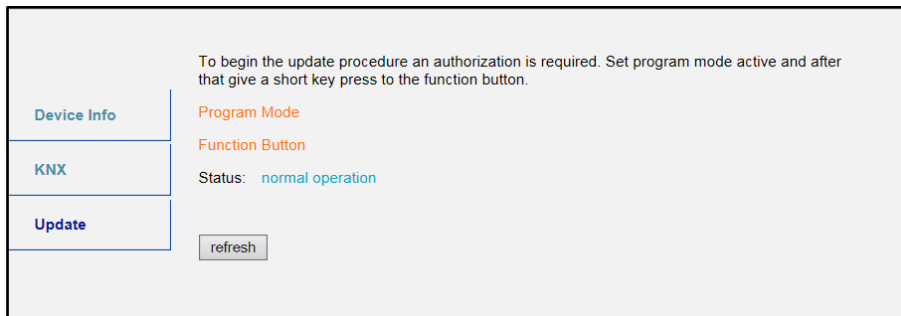 To begin the update procedure an authorization is required. Set program mode active and after
that give a short key press to the function button.
Device Info
Program Mode
Function Button
KNX
Status: normal operation
Update
refresh